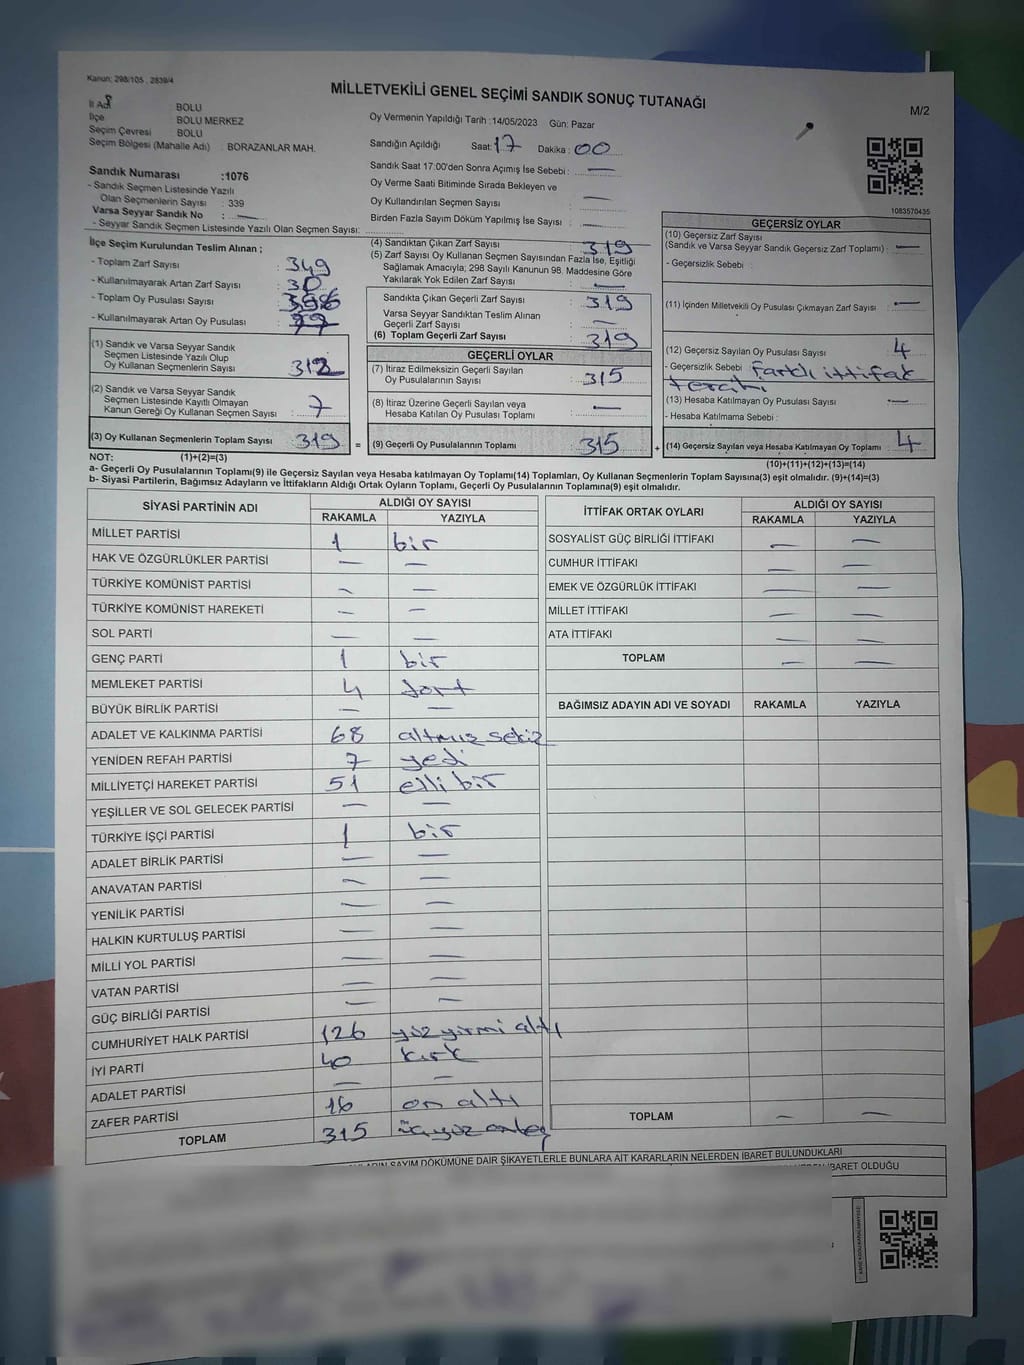 Kanun: 298/105 , 2839/4
MİLLETVEKİLİ GENEL SEÇİMİ SANDIK SONUÇ TUTANAĞI
M/2
İl Adı : BOLU
İlçe : BOLU MERKEZ
Seçim Çevresi : BOLU
Seçim Bölgesi (Mahalle Adı) : BORAZANLAR MAH.
Oy Vermenin Yapıldığı Tarih :14/05/2023 Gün: Pazar
Sandığın Açıldığı Saat: 17 Dakika : 00
Sandık Saat 17:00'den Sonra Açımış İse Sebebi : —
Oy Verme Saati Bitiminde Sırada Bekleyen ve
Oy Kullandırılan Seçmen Sayısı : —
Birden Fazla Sayım Döküm Yapılmış İse Sayısı : —
Sandık Numarası :1076
- Sandık Seçmen Listesinde Yazılı
Olan Seçmenlerin Sayısı : 339
Varsa Seyyar Sandık No : —
- Seyyar Sandık Seçmen Listesinde Yazılı Olan Seçmen Sayısı:
1083570435
İlçe Seçim Kurulundan Teslim Alınan ;
- Toplam Zarf Sayısı : 349
- Kullanılmayarak Artan Zarf Sayısı : 30
- Toplam Oy Pusulası Sayısı :
- Kullanılmayarak Artan Oy Pusulası :
(1) Sandık ve Varsa Seyyar Sandık
Seçmen Listesinde Yazılı Olup
Oy Kullanan Seçmenlerin Sayısı : 312
(2) Sandık ve Varsa Seyyar Sandık
Seçmen Listesinde Kayıtlı Olmayan
Kanun Gereği Oy Kullanan Seçmen Sayısı : 7
(3) Oy Kullanan Seçmenlerin Toplam Sayısı : 319 =
(4) Sandıktan Çıkan Zarf Sayısı : 319
(5) Zarf Sayısı Oy Kullanan Seçmen Sayısından Fazla İse, Eşitliği
Sağlamak Amacıyla; 298 Sayılı Kanunun 98. Maddesine Göre
Yakılarak Yok Edilen Zarf Sayısı : —
Sandıkta Çıkan Geçerli Zarf Sayısı : 319
Varsa Seyyar Sandıktan Teslim Alınan
Geçerli Zarf Sayısı : —
(6) Toplam Geçerli Zarf Sayısı : 319
GEÇERLİ OYLAR
(7) İtiraz Edilmeksizin Geçerli Sayılan
Oy Pusulalarının Sayısı : 315
(8) İtiraz Üzerine Geçerli Sayılan veya
Hesaba Katılan Oy Pusulası Toplamı : —
(9) Geçerli Oy Pusulalarının Toplamı : 315 +
GEÇERSİZ OYLAR
(10) Geçersiz Zarf Sayısı
(Sandık ve Varsa Seyyar Sandık Geçersiz Zarf Toplamı) : —
- Geçersizlik Sebebi :
(11) İçinden Milletvekili Oy Pusulası Çıkmayan Zarf Sayısı : —
(12) Geçersiz Sayılan Oy Pusulası Sayısı : 4
- Geçersizlik Sebebi : farklı ittifak
tercihi
(13) Hesaba Katılmayan Oy Pusulası Sayısı : —
- Hesaba Katılmama Sebebi :
(14) Geçersiz Sayılan veya Hesaba Katılmayan Oy Toplamı : 4
NOT: (1)+(2)=(3)
(10)+(11)+(12)+(13)=(14)
a- Geçerli Oy Pusulalarının Toplamı(9) ile Geçersiz Sayılan veya Hesaba katılmayan Oy Toplamı(14) Toplamları, Oy Kullanan Seçmenlerin Toplam Sayısına(3) eşit olmalıdır. (9)+(14)=(3)
b- Siyasi Partilerin, Bağımsız Adayların ve İttifakların Aldığı Ortak Oyların Toplamı, Geçerli Oy Pusulalarının Toplamına(9) eşit olmalıdır.
SİYASİ PARTİNİN ADI ALDIĞI OY SAYISI
RAKAMLA YAZIYLA
MİLLET PARTİSİ 1 bir
HAK VE ÖZGÜRLÜKLER PARTİSİ — —
TÜRKİYE KOMÜNİST PARTİSİ — —
TÜRKİYE KOMÜNİST HAREKETİ — —
SOL PARTİ — —
GENÇ PARTİ 1 bir
MEMLEKET PARTİSİ 4 dört
BÜYÜK BİRLİK PARTİSİ — —
ADALET VE KALKINMA PARTİSİ 68 altmış sekiz
YENİDEN REFAH PARTİSİ 7 yedi
MİLLİYETÇİ HAREKET PARTİSİ 51 elli bir
YEŞİLLER VE SOL GELECEK PARTİSİ — —
TÜRKİYE İŞÇİ PARTİSİ 1 bir
ADALET BİRLİK PARTİSİ — —
ANAVATAN PARTİSİ — —
YENİLİK PARTİSİ — —
HALKIN KURTULUŞ PARTİSİ — —
MİLLİ YOL PARTİSİ — —
VATAN PARTİSİ — —
GÜÇ BİRLİĞİ PARTİSİ — —
CUMHURİYET HALK PARTİSİ 126 yüz yirmi altı
İYİ PARTİ 40 kırk
ADALET PARTİSİ — —
ZAFER PARTİSİ 16 on altı
TOPLAM 315 üçyüz onbeş
İTTİFAK ORTAK OYLARI ALDIĞI OY SAYISI
RAKAMLA YAZIYLA
SOSYALİST GÜÇ BİRLİĞİ İTTİFAKI — —
CUMHUR İTTİFAKI — —
EMEK VE ÖZGÜRLÜK İTTİFAKI — —
MİLLET İTTİFAKI — —
ATA İTTİFAKI — —
TOPLAM — —
BAĞIMSIZ ADAYIN ADI VE SOYADI RAKAMLA YAZIYLA
TOPLAM — —
SAYIM DÖKÜMÜNE DAİR ŞİKAYETLERLE BUNLARA AİT KARARLARIN NELERDEN İBARET BULUNDUKLARI
İBARET OLDUĞU